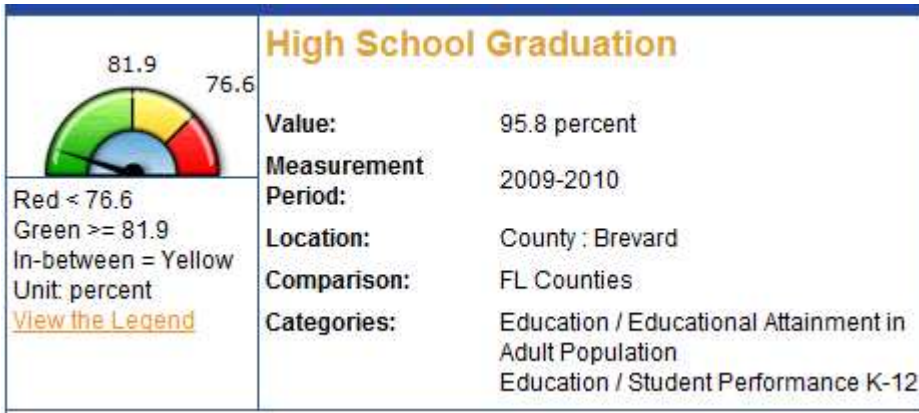 81.9
76.6
Red < 76.6
Green >= 81.9
In-between = Yellow
Unit: percent
View the Legend
High School Graduation
Value: 95.8 percent
Measurement
Period: 2009-2010
Location: County : Brevard
Comparison: FL Counties
Categories: Education / Educational Attainment in
Adult Population
Education / Student Performance K-12